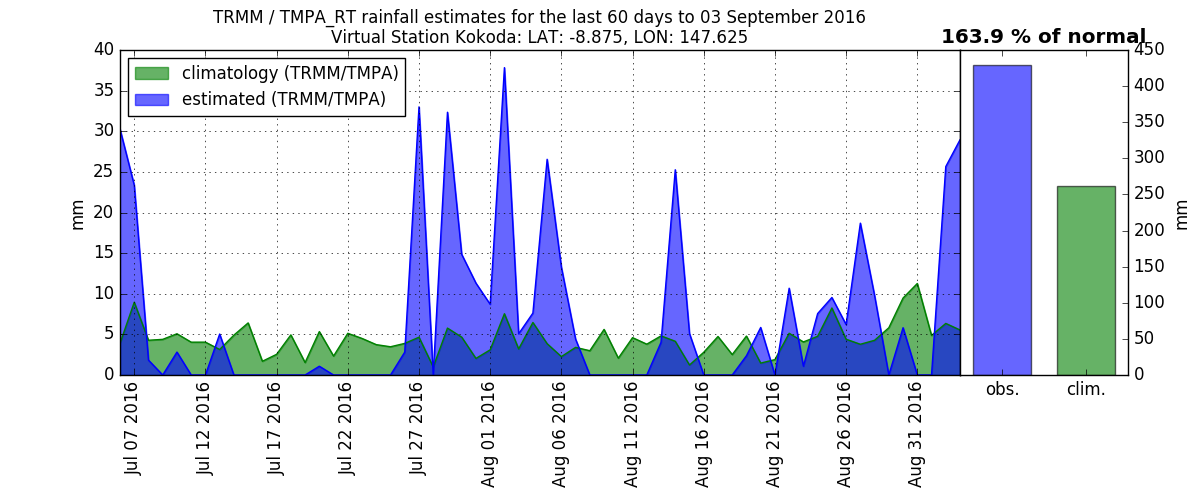 TRMM / TMPA_RT rainfall estimates for the last 60 days to 03 September 2016
Virtual Station Kokoda: LAT: -8.875, LON: 147.625
163.9 % of normal
climatology (TRMM/TMPA)
estimated (TRMM/TMPA)
40
35
30
25
20
15
10
5
0
mm
450
400
350
300
250
200
150
100
50
0
mm
Jul 07 2016
Jul 12 2016
Jul 17 2016
Jul 22 2016
Jul 27 2016
Aug 01 2016
Aug 06 2016
Aug 11 2016
Aug 16 2016
Aug 21 2016
Aug 26 2016
Aug 31 2016
obs.
clim.